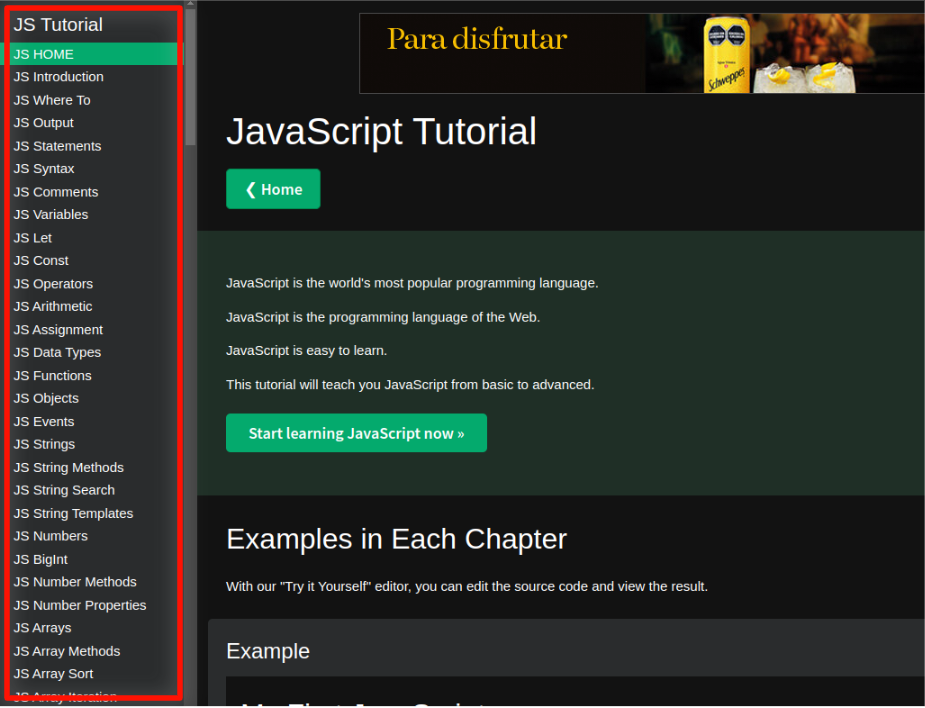 JS Tutorial
JS HOME
JS Introduction
JS Where To
JS Output
JS Statements
JS Syntax
JS Comments
JS Variables
JS Let
JS Const
JS Operators
JS Arithmetic
JS Assignment
JS Data Types
JS Functions
JS Objects
JS Events
JS Strings
JS String Methods
JS String Search
JS String Templates
JS Numbers
JS BigInt
JS Number Methods
JS Number Properties
JS Arrays
JS Array Methods
JS Array Sort
JS Array Iteration
Para disfrutar
Schweppes
JavaScript Tutorial
❮ Home
JavaScript is the world's most popular programming language.
JavaScript is the programming language of the Web.
JavaScript is easy to learn.
This tutorial will teach you JavaScript from basic to advanced.
Start learning JavaScript now »
Examples in Each Chapter
With our "Try it Yourself" editor, you can edit the source code and view the result.
Example
My First JavaScript